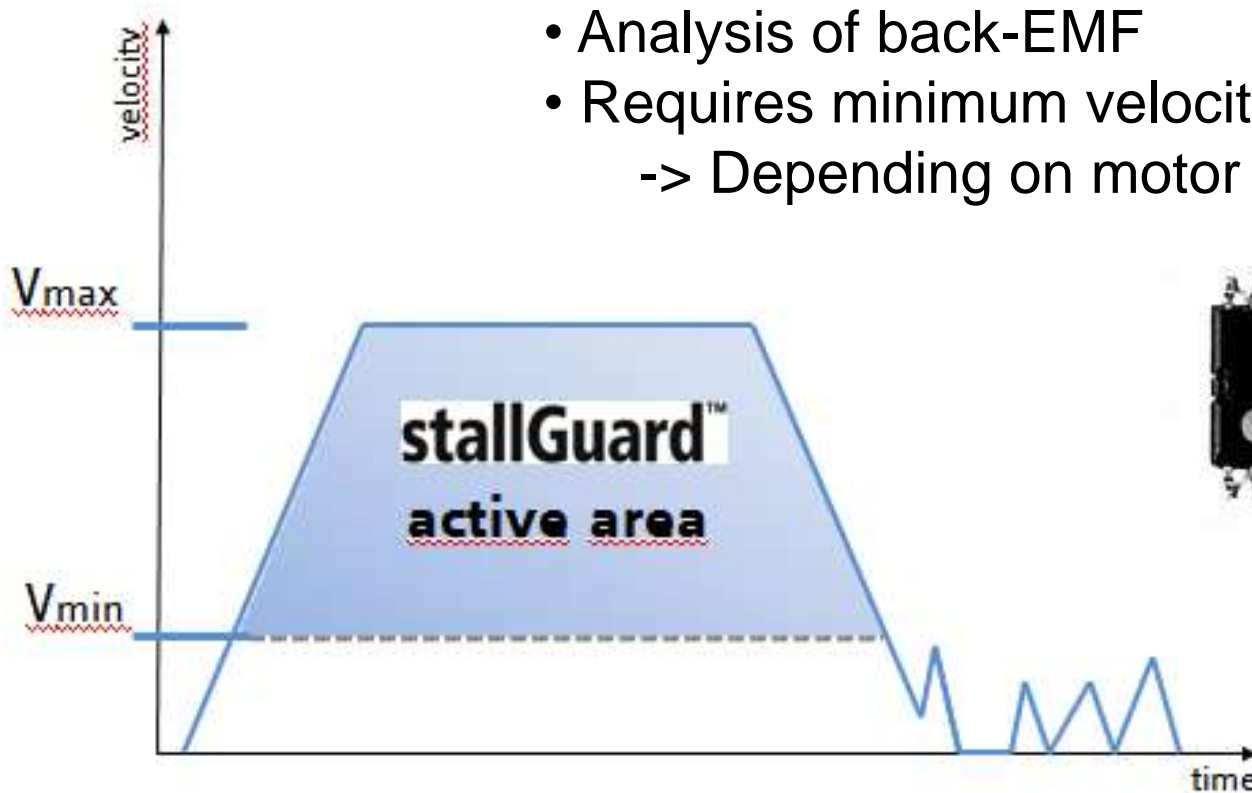 • Analysis of back-EMF
• Requires minimum velocit
-> Depending on motor
velocity
Vmax
stallGuard™
active area
Vmin
time